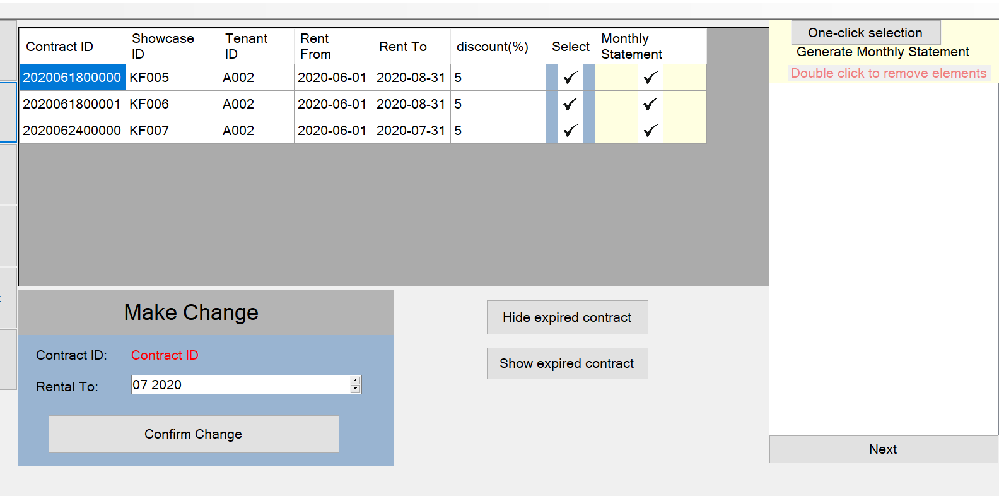 Contract ID Showcase ID Tenant ID Rent From Rent To discount(%) Select Monthly Statement
2020061800000 KF005 A002 2020-06-01 2020-08-31 5
2020061800001 KF006 A002 2020-06-01 2020-08-31 5
2020062400000 KF007 A002 2020-06-01 2020-07-31 5
One-click selection
Generate Monthly Statement
Double click to remove elements
Make Change
Contract ID: Contract ID
Rental To: 07 2020
Confirm Change
Hide expired contract
Show expired contract
Next